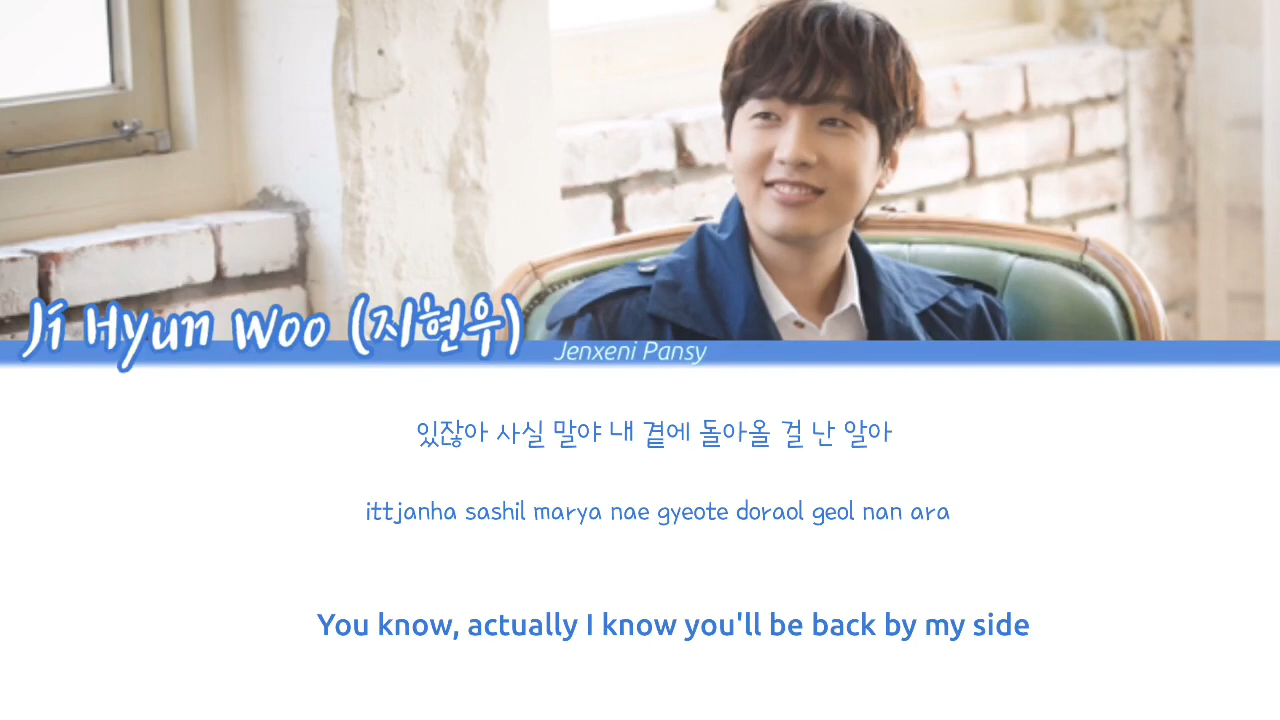 Ji Hyun Woo (지현우)
Jenxeni Pansy
있잖아 사실 말야 내 곁에 돌아올 걸 난 알아
ittjanha sashil marya nae gyeote doraol geol nan ara
You know, actually I know you'll be back by my side